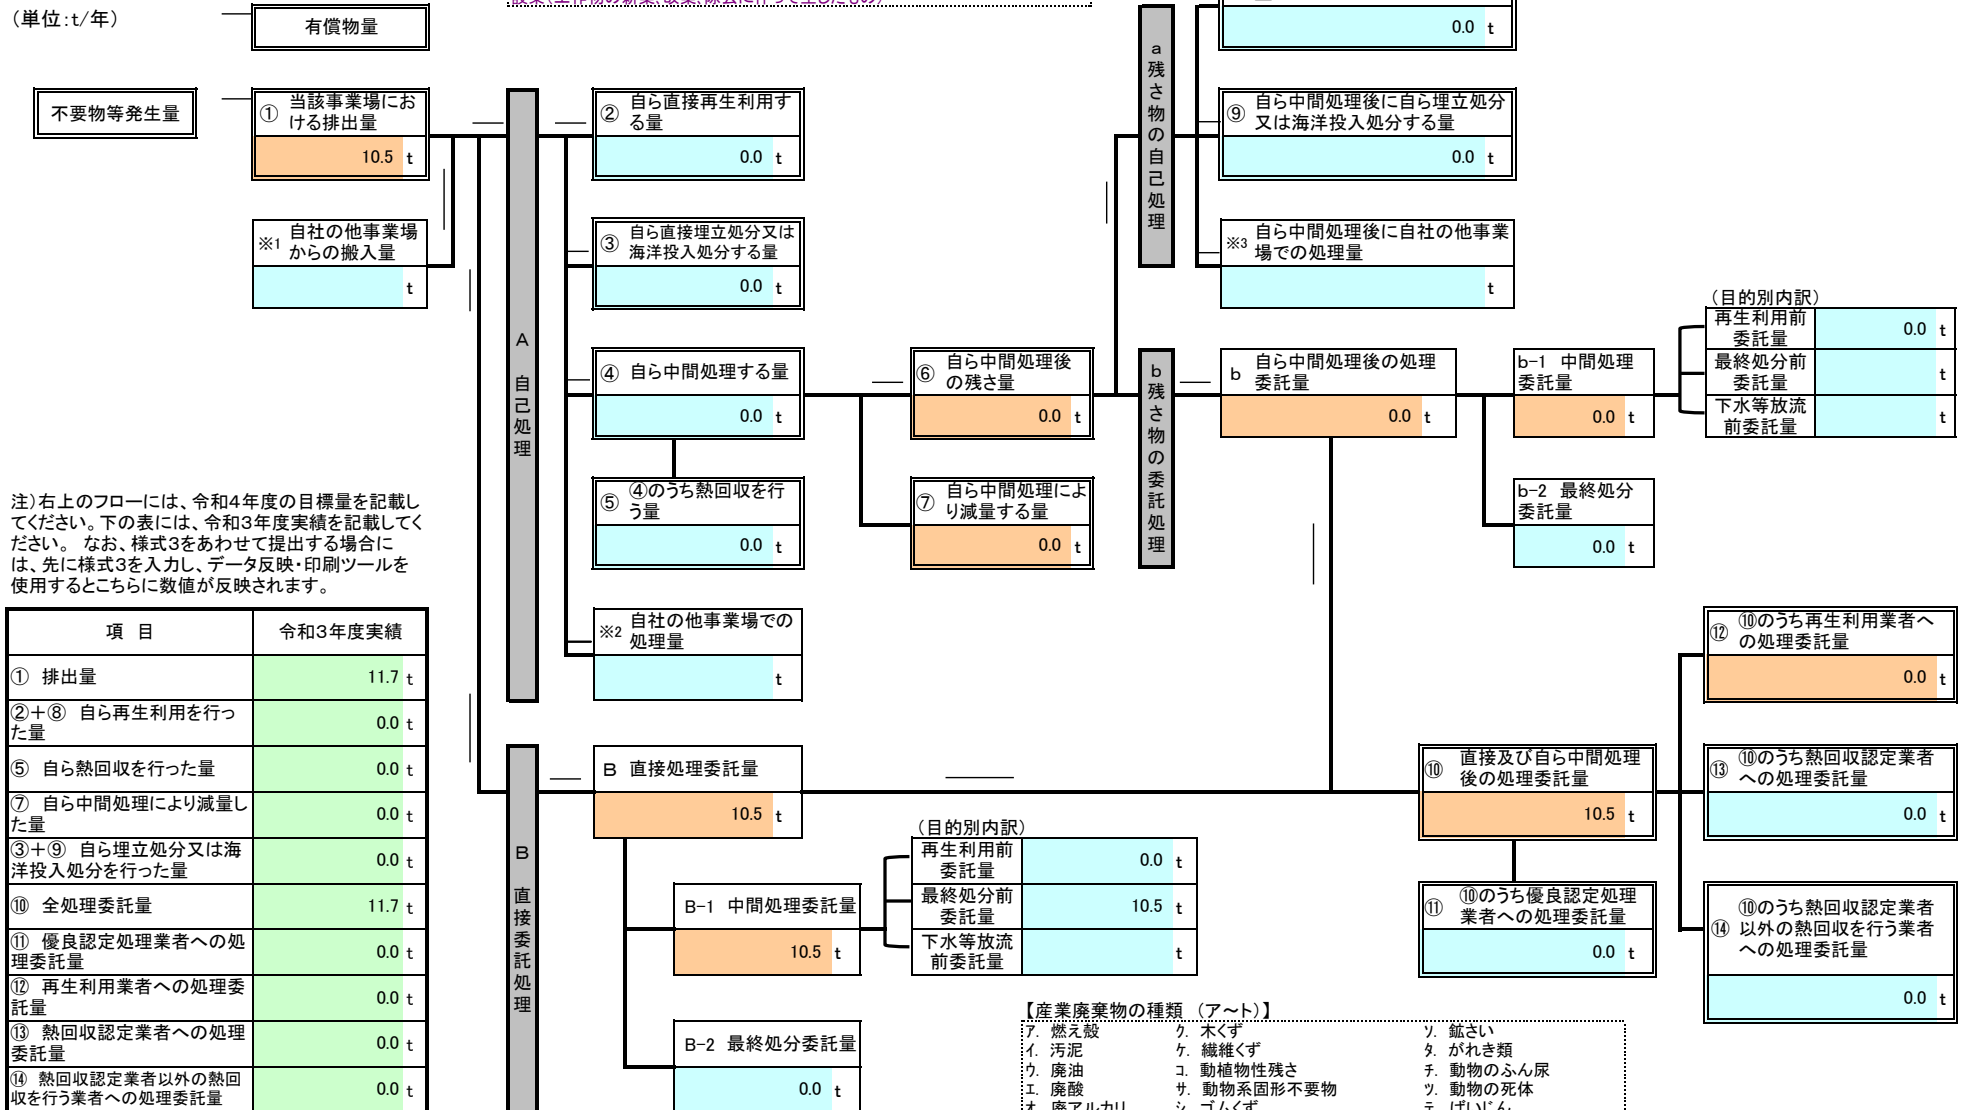 （単位:t/年）
有償物量
0.0 t
不要物等発生量
① 当該事業場にお
ける排出量
10.5 t
※1 自社の他事業場
からの搬入量
t
A 自己処理
② 自ら直接再生利用す
る量
0.0 t
③ 自ら直接埋立処分又は
海洋投入処分する量
0.0 t
④ 自ら中間処理する量
0.0 t
⑤ ④のうち熱回収を行
う量
0.0 t
※2 自社の他事業場での
処理量
t
⑥ 自ら中間処理後
の残さ量
0.0 t
⑦ 自ら中間処理によ
り減量する量
0.0 t
a 残さ物の自己処理
⑨ 自ら中間処理後に自ら埋立処分
又は海洋投入処分する量
0.0 t
※3 自ら中間処理後に自社の他事業
場での処理量
t
b 残さ物の委託処理
b 自ら中間処理後の処理
委託量
0.0 t
b-1 中間処理
委託量
0.0 t
b-2 最終処分
委託量
0.0 t
（目的別内訳）
再生利用前
委託量 0.0 t
最終処分前
委託量 t
下水等放流
前委託量 t
注）右上のフローには、令和４年度の目標量を記載し
てください。下の表には、令和３年度実績を記載してく
ださい。 なお、様式３をあわせて提出する場合に
は、先に様式３を入力し、データ反映・印刷ツールを
使用するとこちらに数値が反映されます。
項 目 令和３年度実績
① 排出量 11.7 t
②＋⑧ 自ら再生利用を行っ
た量 0.0 t
⑤ 自ら熱回収を行った量 0.0 t
⑦ 自ら中間処理により減量し
た量 0.0 t
③＋⑨ 自ら埋立処分又は海
洋投入処分を行った量 0.0 t
⑩ 全処理委託量 11.7 t
⑪ 優良認定処理業者への処
理委託量 0.0 t
⑫ 再生利用業者への処理委
託量 0.0 t
⑬ 熱回収認定業者への処理
委託量 0.0 t
⑭ 熱回収認定業者以外の熱回
収を行う業者への処理委託量 0.0 t
B 直接委託処理
B 直接処理委託量
10.5 t
B-1 中間処理委託量
10.5 t
B-2 最終処分委託量
0.0 t
（目的別内訳）
再生利用前
委託量 0.0 t
最終処分前
委託量 10.5 t
下水等放流
前委託量 t
⑩ 直接及び自ら中間処理
後の処理委託量
10.5 t
⑪ ⑩のうち優良認定処理
業者への処理委託量
0.0 t
⑫ ⑩のうち再生利用業者へ
の処理委託量
0.0 t
⑬ ⑩のうち熱回収認定業者
への処理委託量
0.0 t
⑭ ⑩のうち熱回収認定業者
以外の熱回収を行う業者
への処理委託量
0.0 t
【産業廃棄物の種類 （ア～ト）】
ア. 燃え殻 ク. 木くず ソ. 鉱さい
イ. 汚泥 ケ. 繊維くず タ. がれき類
ウ. 廃油 コ. 動植物性残さ チ. 動物のふん尿
エ. 廃酸 サ. 動物系固形不要物 ツ. 動物の死体
オ. 廃アルカリ シ. ゴムくず テ. ばいじん